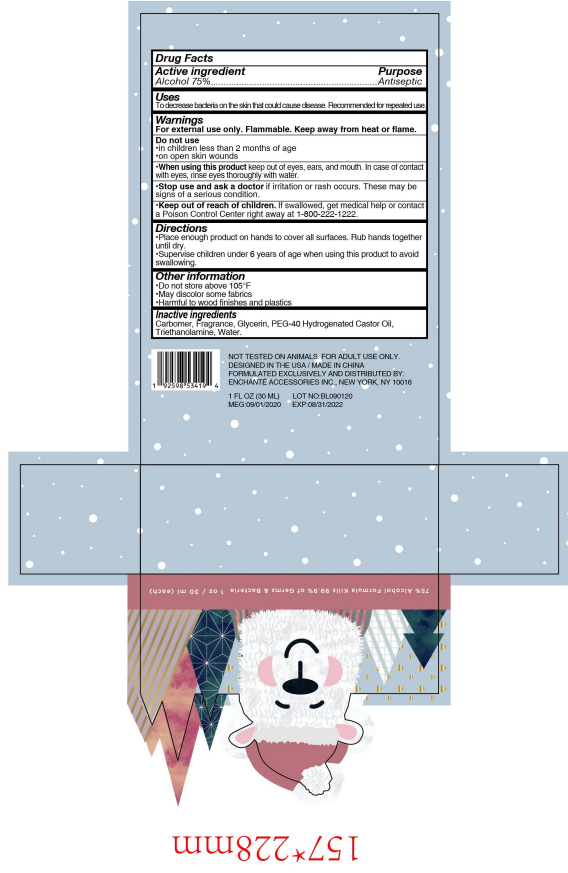 Drug Facts
Active ingredient Purpose
Alcohol 75%..........................................................Antiseptic
Uses
To decrease bacteria on the skin that could cause disease. Recommended for repeated use.
Warnings
For external use only. Flammable. Keep away from heat or flame.
Do not use
•in children less than 2 months of age
•on open skin wounds
•When using this product keep out of eyes, ears, and mouth. In case of contact
with eyes, rinse eyes thoroughly with water.
•Stop use and ask a doctor if irritation or rash occurs. These may be
signs of a serious condition.
•Keep out of reach of children. If swallowed, get medical help or contact
a Poison Control Center right away at 1-800-222-1222.
Directions
•Place enough product on hands to cover all surfaces. Rub hands together
until dry.
•Supervise children under 6 years of age when using this product to avoid
swallowing.
Other information
•Do not store above 105°F
•May discolor some fabrics
•Harmful to wood finishes and plastics
Inactive ingredients
Carbomer, Fragrance, Glycerin, PEG-40 Hydrogenated Castor Oil,
Triethanolamine, Water.
1 92598 53419 4
NOT TESTED ON ANIMALS. FOR ADULT USE ONLY.
DESIGNED IN THE USA / MADE IN CHINA
FORMULATED EXCLUSIVELY AND DISTRIBUTED BY:
ENCHANTÉ ACCESSORIES INC., NEW YORK, NY 10016
1 FL OZ (30 ML) LOT NO:BL090120
MEG:09/01/2020 EXP:08/31/2022
75% Alcohol Formula Kills 99.9% of Germs & Bacteria 1 oz / 30 ml (each)
157*228mm